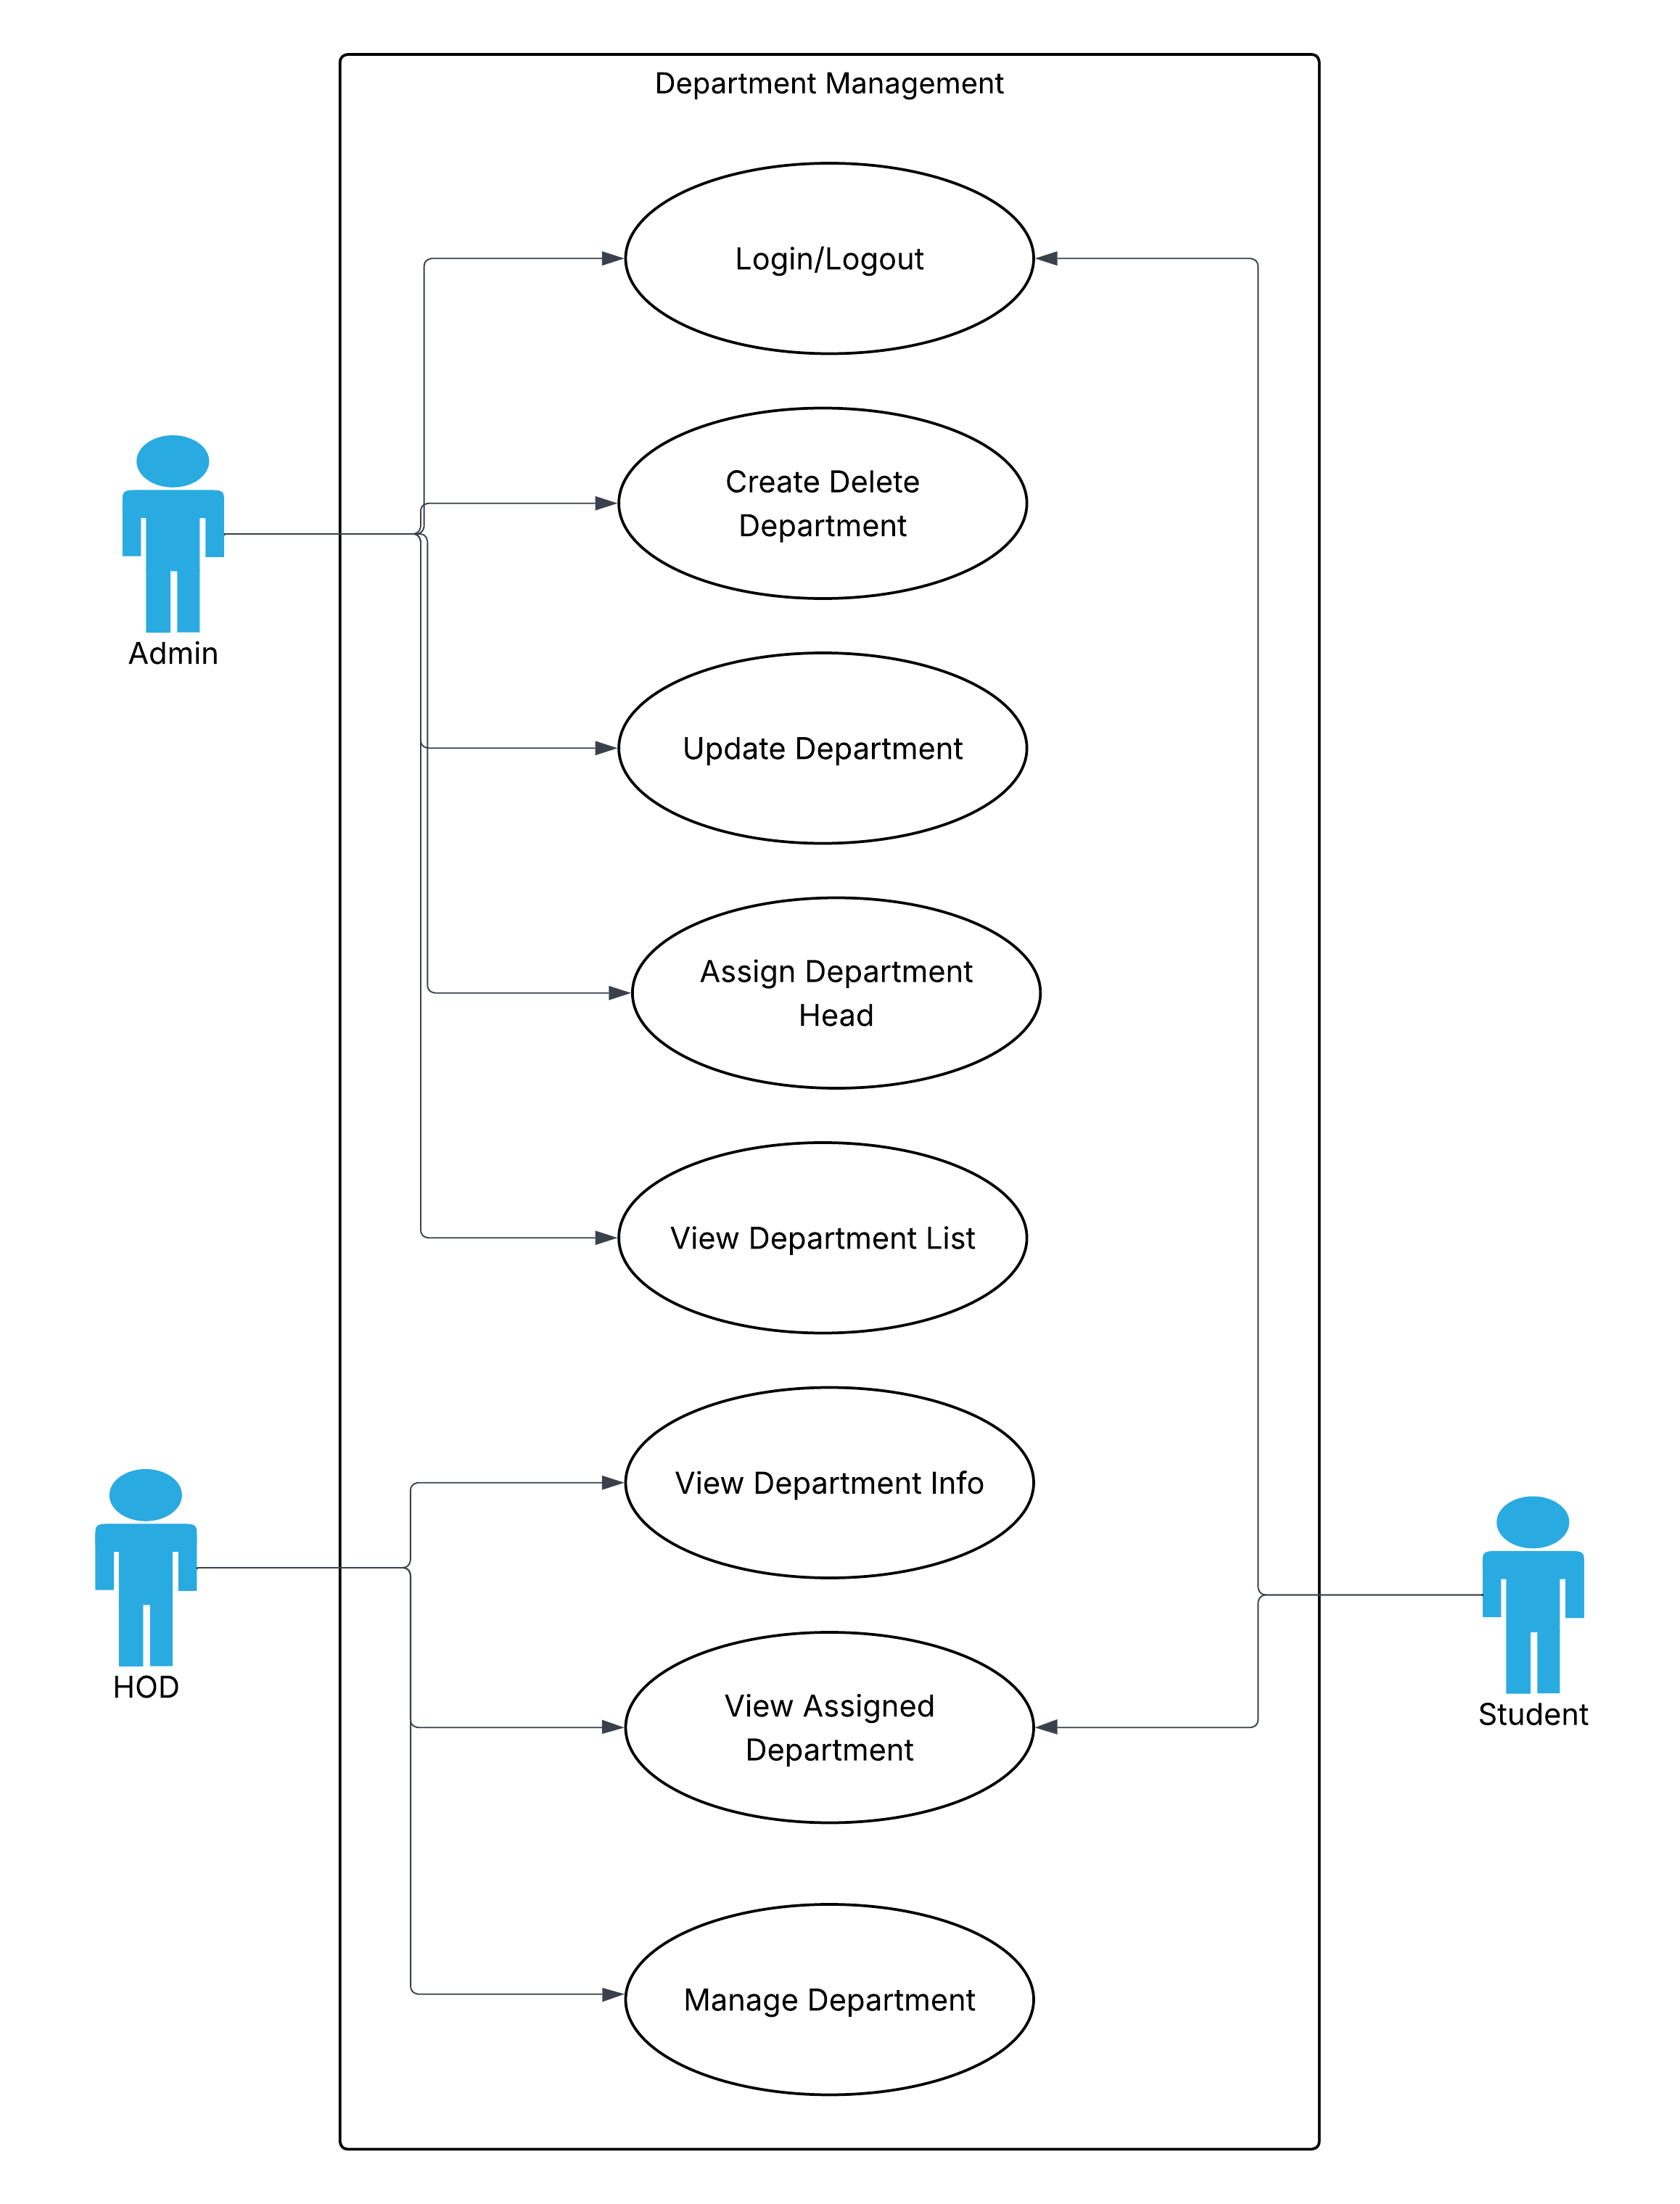 Department Management
Login/Logout
Create Delete
Department
Admin
Update Department
Assign Department
Head
View Department List
View Department Info
HOD
View Assigned
Department
Student
Manage Department